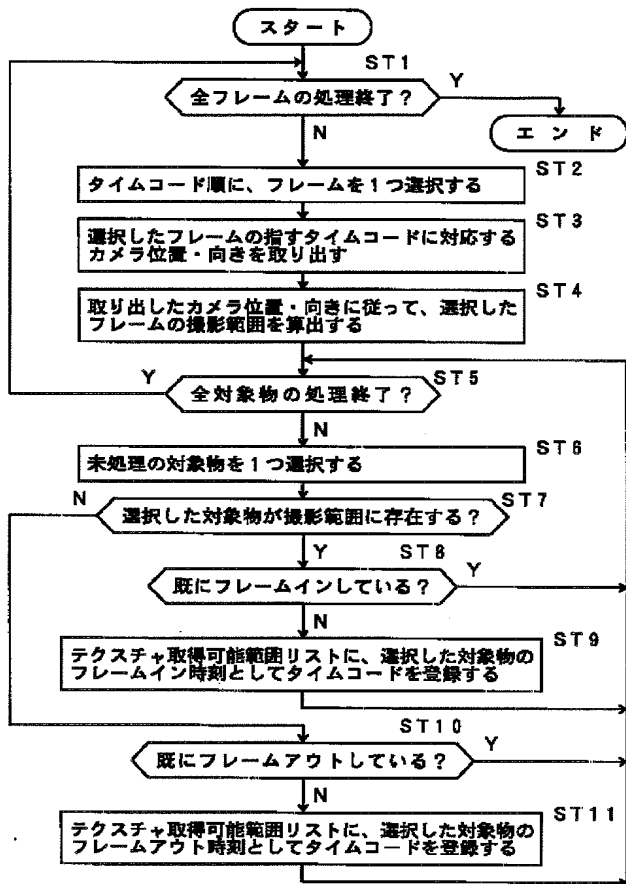 スタート
ST1
全フレームの処理終了?
Y
N
エンド
ST2
タイムコード順に、フレームを1つ選択する
ST3
選択したフレームの指すタイムコードに対応する
カメラ位置・向きを取り出す
ST4
取り出したカメラ位置・向きに従って、選択した
フレームの撮影範囲を算出する
Y
ST5
全対象物の処理終了?
N
ST6
未処理の対象物を1つ選択する
N
ST7
選択した対象物が撮影範囲に存在する?
Y
ST8
既にフレームインしている?
Y
N
ST9
テクスチャ取得可能範囲リストに、選択した対象物の
フレームイン時刻としてタイムコードを登録する
ST10
既にフレームアウトしている?
Y
N
ST11
テクスチャ取得可能範囲リストに、選択した対象物の
フレームアウト時刻としてタイムコードを登録する